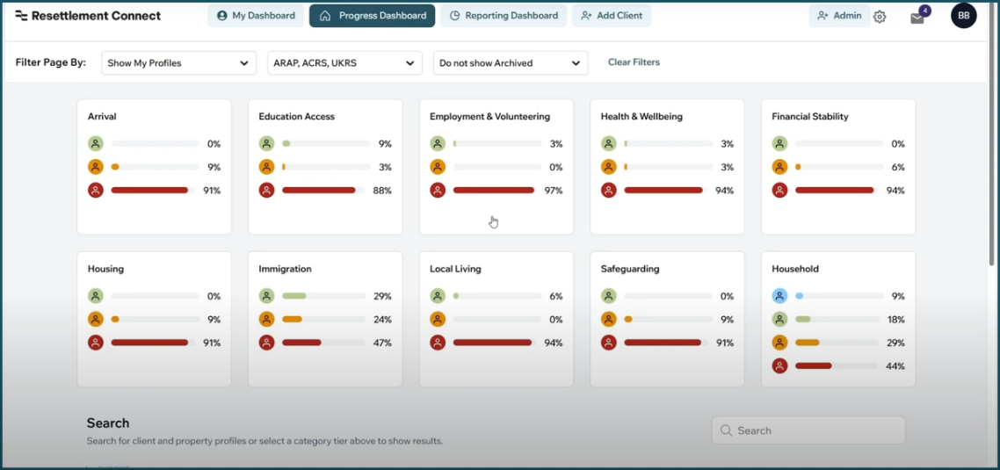 Resettlement Connect
My Dashboard
Progress Dashboard
Reporting Dashboard
Add Client
Admin
4
BB
Filter Page By:
Show My Profiles
ARAP, ACRS, UKRS
Do not show Archived
Clear Filters
Arrival
0%
9%
91%
Education Access
9%
3%
88%
Employment & Volunteering
3%
0%
97%
Health & Wellbeing
3%
3%
94%
Financial Stability
0%
6%
94%
Housing
0%
9%
91%
Immigration
29%
24%
47%
Local Living
6%
0%
94%
Safeguarding
0%
9%
91%
Household
9%
18%
29%
44%
Search
Search for client and property profiles or select a category tier above to show results.
Search